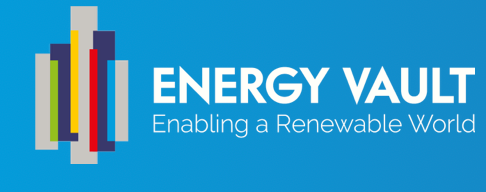 ENERGY VAULT
Enabling a Renewable World